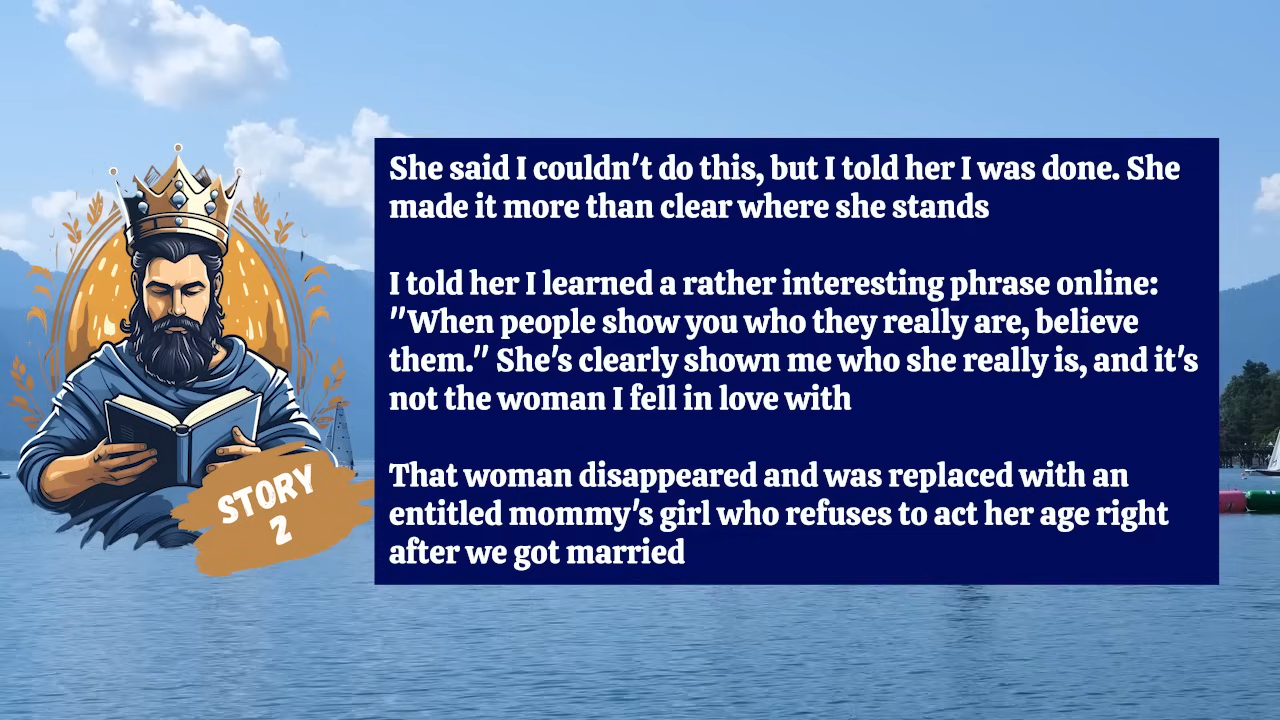 She said I couldn't do this, but I told her I was done. She
made it more than clear where she stands
I told her I learned a rather interesting phrase online:
"When people show you who they really are, believe
them." She's clearly shown me who she really is, and it's
not the woman I fell in love with
That woman disappeared and was replaced with an
entitled mommy's girl who refuses to act her age right
after we got married
STORY
2